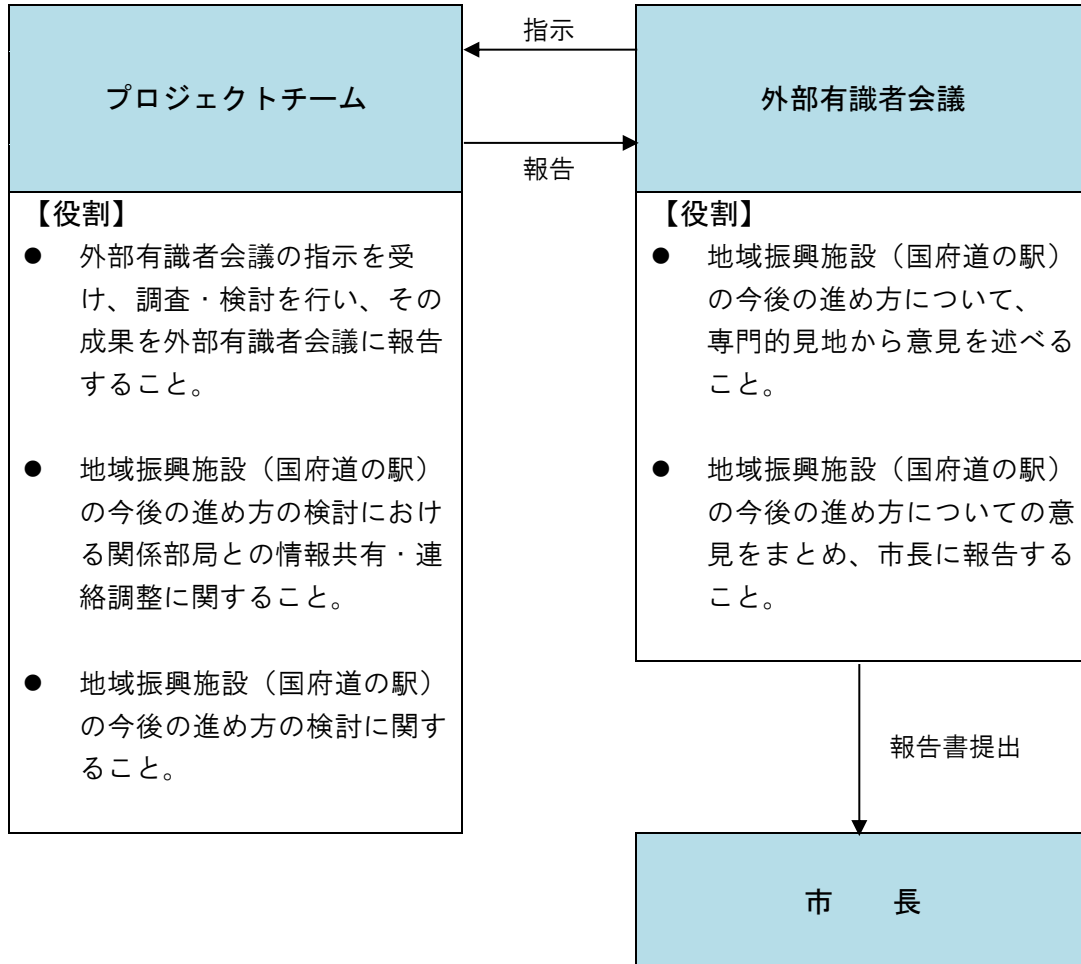 指示
プロジェクトチーム
外部有識者会議
報告
【役割】
● 外部有識者会議の指示を受
け、調査・検討を行い、その
成果を外部有識者会議に報告
すること。
● 地域振興施設（国府道の駅）
の今後の進め方の検討におけ
る関係部局との情報共有・連
絡調整に関すること。
● 地域振興施設（国府道の駅）
の今後の進め方の検討に関す
ること。
【役割】
● 地域振興施設（国府道の駅）
の今後の進め方について、
専門的見地から意見を述べる
こと。
● 地域振興施設（国府道の駅）
の今後の進め方についての意
見をまとめ、市長に報告する
こと。
報告書提出
市　　長